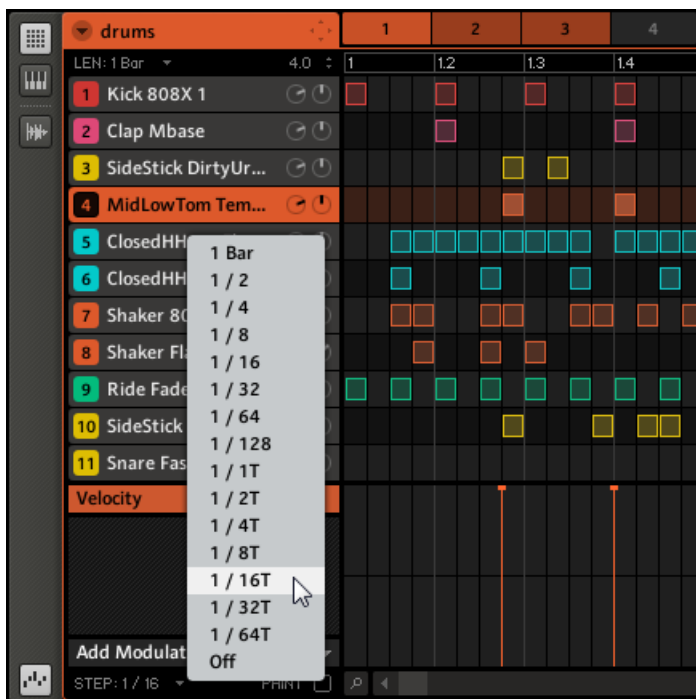 drums
1 2 3 4
LEN: 1 Bar 4.0 1 1.2 1.3 1.4
1 Kick 808X 1
2 Clap Mbase
3 SideStick DirtyUr...
4 MidLowTom Tem...
5 ClosedHH
6 ClosedHH
7 Shaker 80
8 Shaker Fl
9 Ride Fade
10 SideStick
11 Snare Fas
1 Bar
1 / 2
1 / 4
1 / 8
1 / 16
1 / 32
1 / 64
1 / 128
1 / 1T
1 / 2T
1 / 4T
1 / 8T
1 / 16T
1 / 32T
1 / 64T
Off
Velocity
Add Modulat
STEP: 1 / 16 PAINT